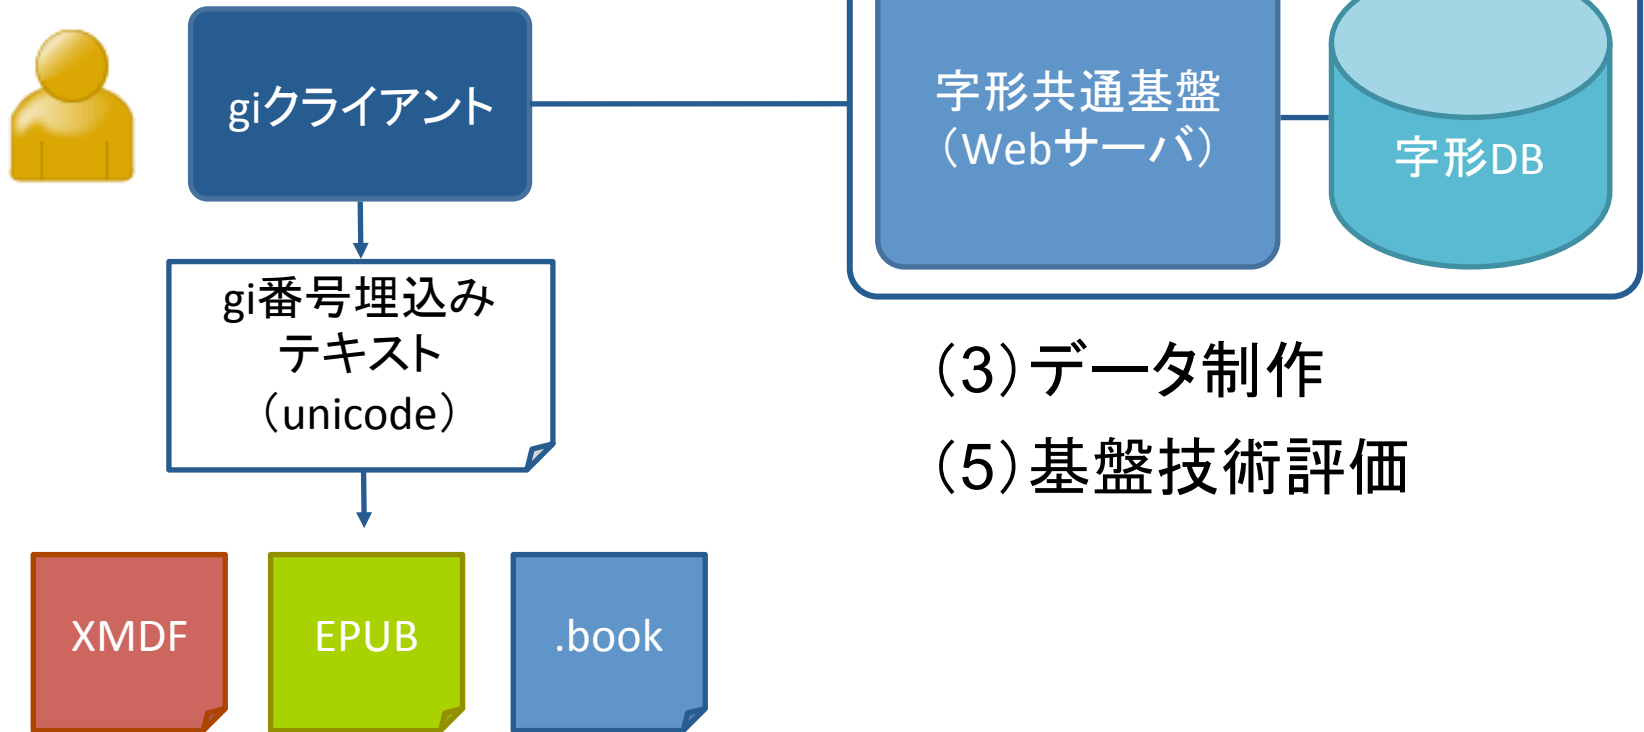 giクライアント
字形共通基盤
（Webサーバ）
字形DB
gi番号埋込み
テキスト
（unicode）
（3）データ制作
（5）基盤技術評価
XMDF
EPUB
.book